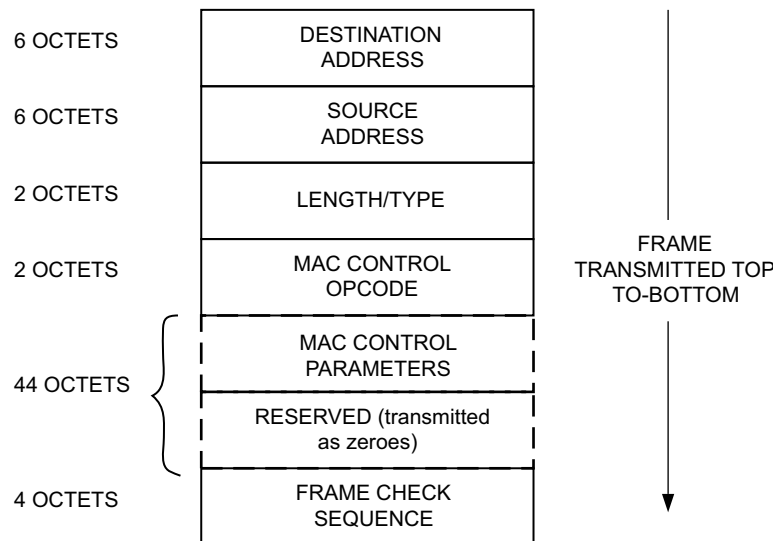 6 OCTETS
DESTINATION
ADDRESS
6 OCTETS
SOURCE
ADDRESS
2 OCTETS
LENGTH/TYPE
2 OCTETS
MAC CONTROL
OPCODE
FRAME
TRANSMITTED TOP
TO-BOTTOM
44 OCTETS
MAC CONTROL
PARAMETERS
RESERVED (transmitted
as zeroes)
4 OCTETS
FRAME CHECK
SEQUENCE